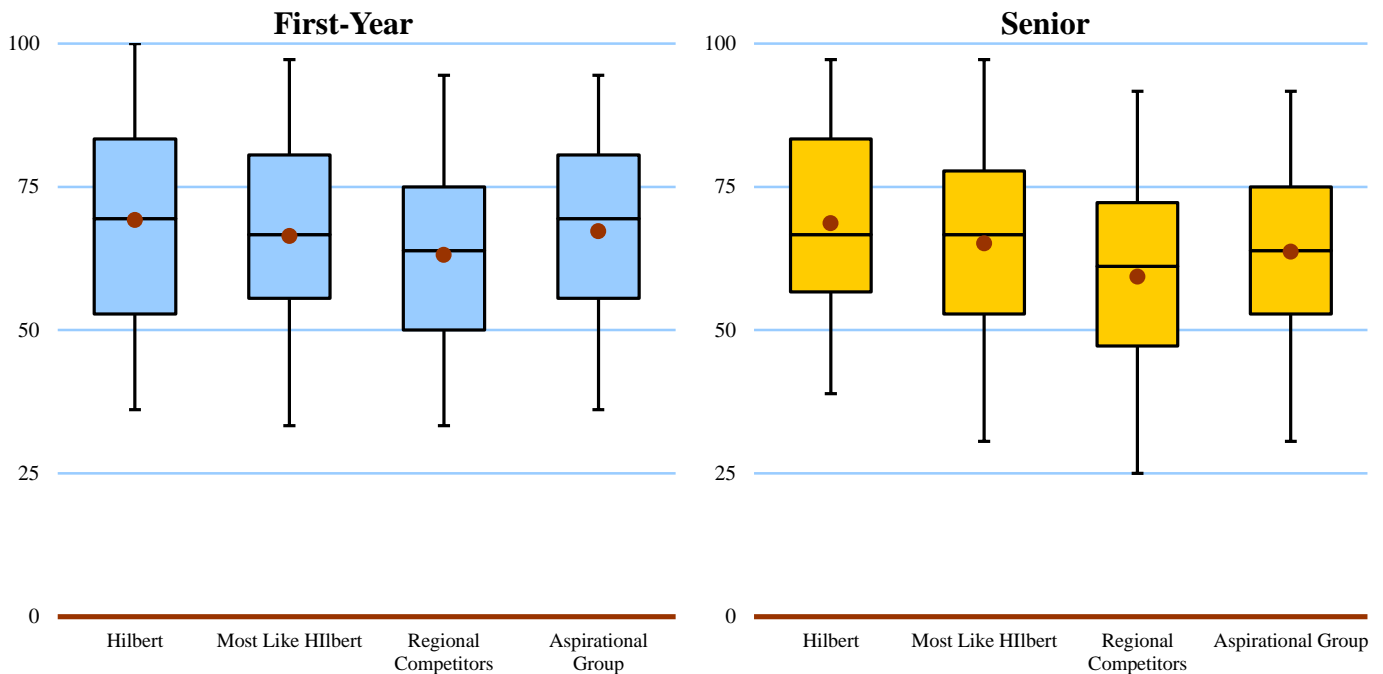 First-Year
100
75
50
25
0
Hilbert
Most Like HIlbert
Regional
Competitors
Aspirational
Group
Senior
100
75
50
25
0
Hilbert
Most Like HIlbert
Regional
Competitors
Aspirational Group